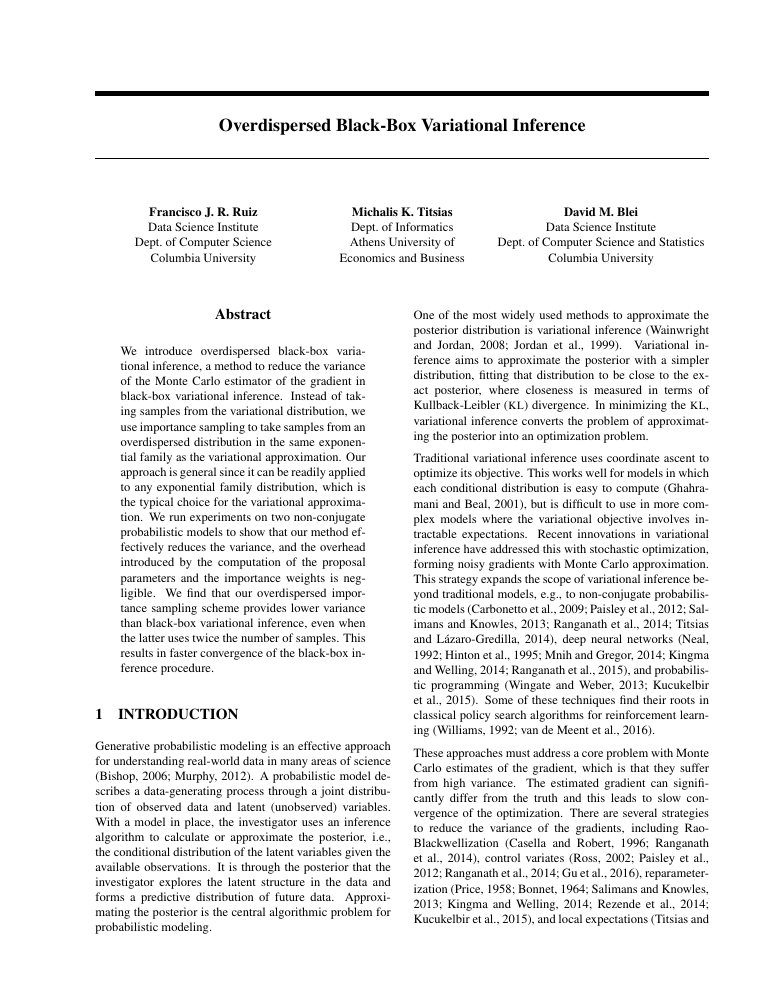 Overdispersed Black-Box Variational Inference
Francisco J. R. Ruiz
Data Science Institute
Dept. of Computer Science
Columbia University
Michalis K. Titsias
Dept. of Informatics
Athens University of
Economics and Business
David M. Blei
Data Science Institute
Dept. of Computer Science and Statistics
Columbia University
Abstract
We introduce overdispersed black-box varia-
tional inference, a method to reduce the variance
of the Monte Carlo estimator of the gradient in
black-box variational inference. Instead of tak-
ing samples from the variational distribution, we
use importance sampling to take samples from an
overdispersed distribution in the same exponen-
tial family as the variational approximation. Our
approach is general since it can be readily applied
to any exponential family distribution, which is
the typical choice for the variational approxima-
tion. We run experiments on two non-conjugate
probabilistic models to show that our method ef-
fectively reduces the variance, and the overhead
introduced by the computation of the proposal
parameters and the importance weights is neg-
ligible. We find that our overdispersed impor-
tance sampling scheme provides lower variance
than black-box variational inference, even when
the latter uses twice the number of samples. This
results in faster convergence of the black-box in-
ference procedure.
1 INTRODUCTION
Generative probabilistic modeling is an effective approach
for understanding real-world data in many areas of science
(Bishop, 2006; Murphy, 2012). A probabilistic model de-
scribes a data-generating process through a joint distribu-
tion of observed data and latent (unobserved) variables.
With a model in place, the investigator uses an inference
algorithm to calculate or approximate the posterior, i.e.,
the conditional distribution of the latent variables given the
available observations. It is through the posterior that the
investigator explores the latent structure in the data and
forms a predictive distribution of future data. Approxi-
mating the posterior is the central algorithmic problem for
probabilistic modeling.
One of the most widely used methods to approximate the
posterior distribution is variational inference (Wainwright
and Jordan, 2008; Jordan et al., 1999). Variational in-
ference aims to approximate the posterior with a simpler
distribution, fitting that distribution to be close to the ex-
act posterior, where closeness is measured in terms of
Kullback-Leibler (KL) divergence. In minimizing the KL,
variational inference converts the problem of approximat-
ing the posterior into an optimization problem.
Traditional variational inference uses coordinate ascent to
optimize its objective. This works well for models in which
each conditional distribution is easy to compute (Ghahra-
mani and Beal, 2001), but is difficult to use in more com-
plex models where the variational objective involves in-
tractable expectations. Recent innovations in variational
inference have addressed this with stochastic optimization,
forming noisy gradients with Monte Carlo approximation.
This strategy expands the scope of variational inference be-
yond traditional models, e.g., to non-conjugate probabilis-
tic models (Carbonetto et al., 2009; Paisley et al., 2012; Sal-
imans and Knowles, 2013; Ranganath et al., 2014; Titsias
and Lázaro-Gredilla, 2014), deep neural networks (Neal,
1992; Hinton et al., 1995; Mnih and Gregor, 2014; Kingma
and Welling, 2014; Ranganath et al., 2015), and probabilis-
tic programming (Wingate and Weber, 2013; Kucukelbir
et al., 2015). Some of these techniques find their roots in
classical policy search algorithms for reinforcement learn-
ing (Williams, 1992; van de Meent et al., 2016).
These approaches must address a core problem with Monte
Carlo estimates of the gradient, which is that they suffer
from high variance. The estimated gradient can signifi-
cantly differ from the truth and this leads to slow con-
vergence of the optimization. There are several strategies
to reduce the variance of the gradients, including Rao-
Blackwellization (Casella and Robert, 1996; Ranganath
et al., 2014), control variates (Ross, 2002; Paisley et al.,
2012; Ranganath et al., 2014; Gu et al., 2016), reparameter-
ization (Price, 1958; Bonnet, 1964; Salimans and Knowles,
2013; Kingma and Welling, 2014; Rezende et al., 2014;
Kucukelbir et al., 2015), and local expectations (Titsias and